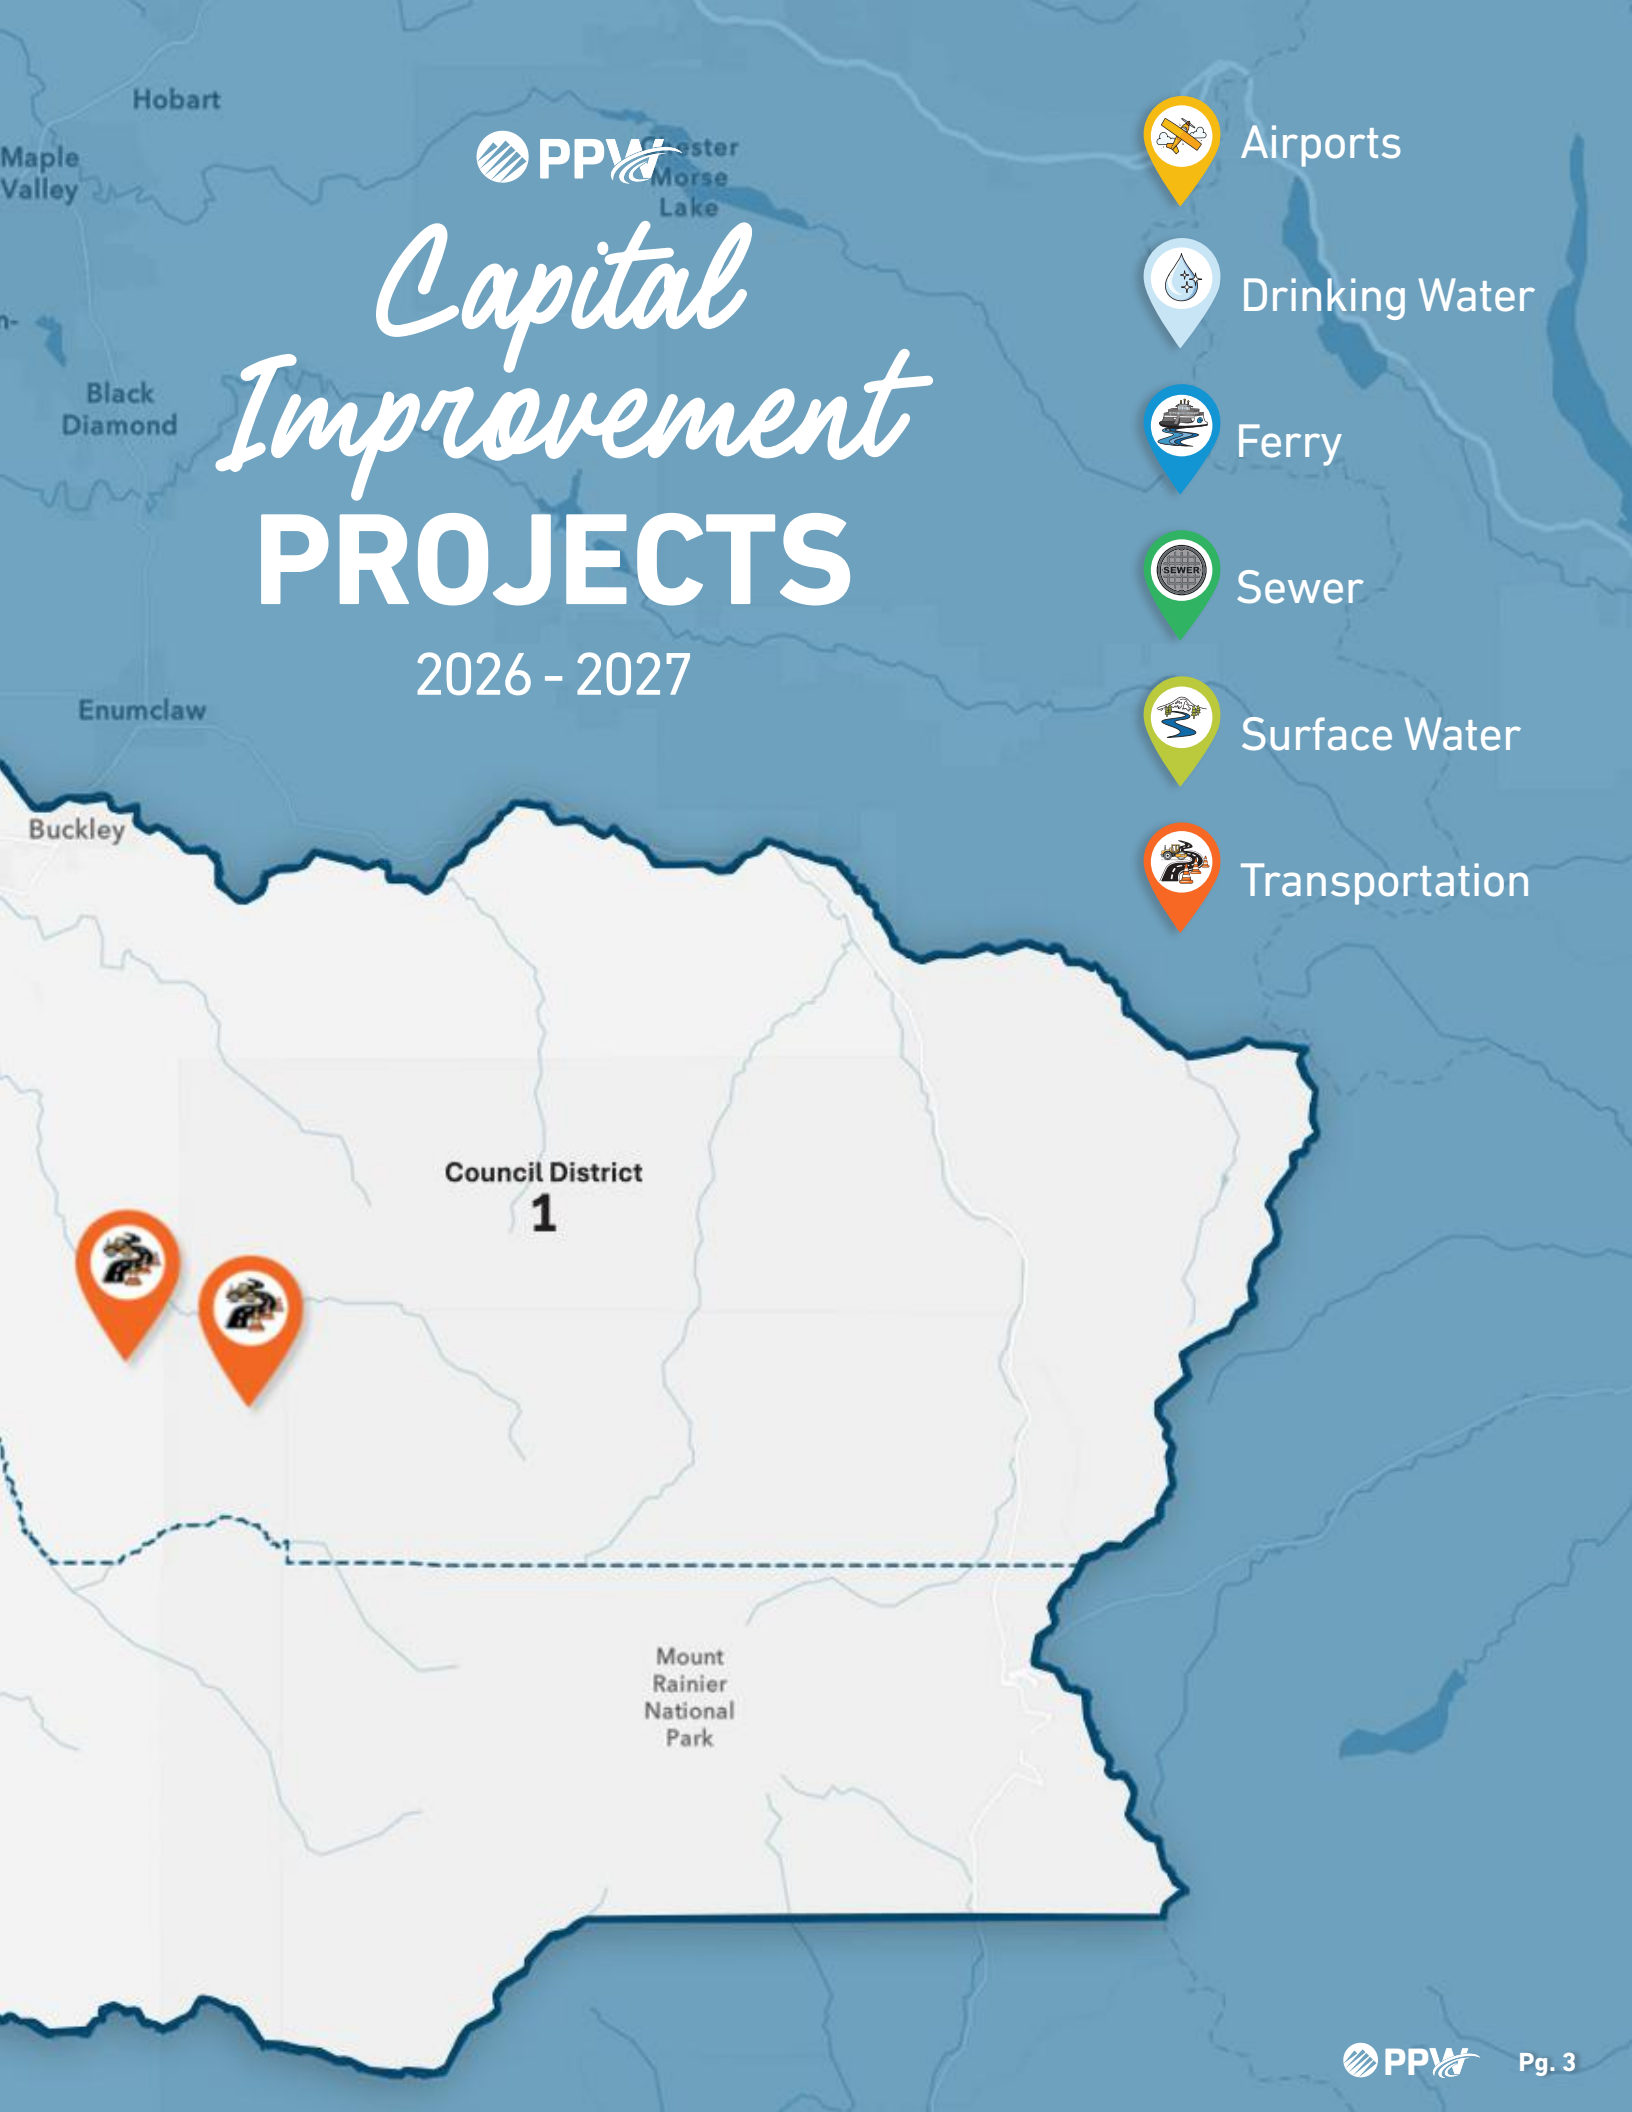 Hobart
Maple
Valley
PPW
Chester
Morse
Lake
Capital
Improvement
PROJECTS
2026 - 2027
Black
Diamond
Enumclaw
Buckley
Airports
Drinking Water
Ferry
SEWER
Sewer
Surface Water
Transportation
Council District
1
Mount
Rainier
National
Park
PPW
Pg. 3